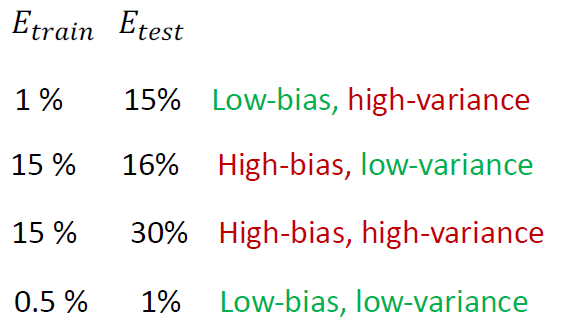 E_train E_test
1 % 15% Low-bias, high-variance
15 % 16% High-bias, low-variance
15 % 30% High-bias, high-variance
0.5 % 1% Low-bias, low-variance